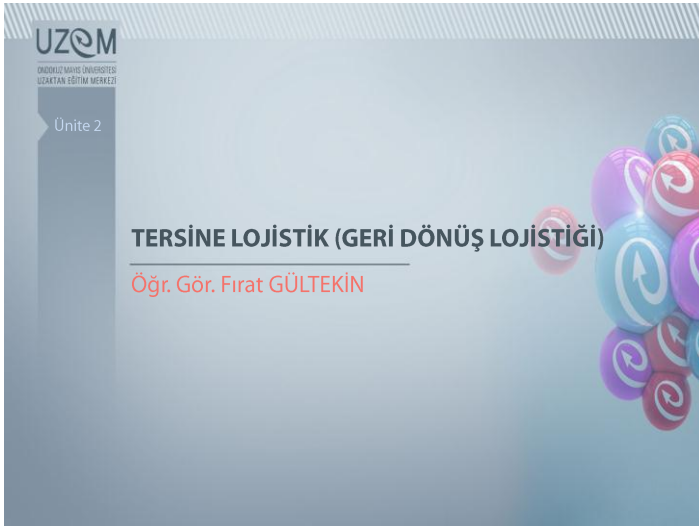 UZEM
ONDOKUZ MAYIS ÜNİVERSİTESİ
UZAKTAN EĞİTİM MERKEZİ
Ünite 2
TERSİNE LOJİSTİK (GERİ DÖNÜŞ LOJİSTİĞİ)
Öğr. Gör. Fırat GÜLTEKİN